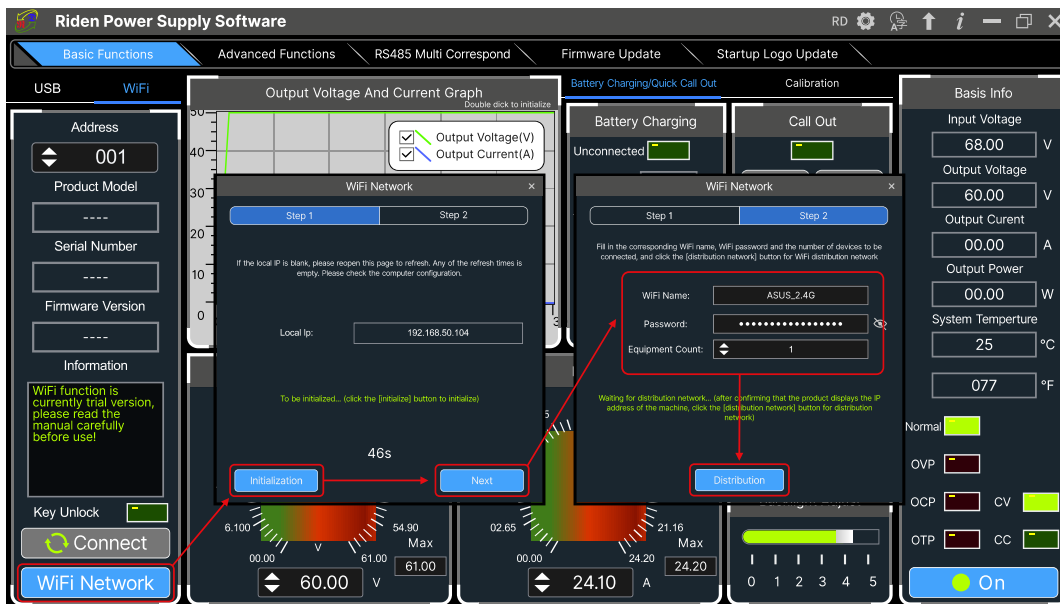 Riden Power Supply Software
RD
Basic Functions
Advanced Functions
RS485 Multi Correspond
Firmware Update
Startup Logo Update
USB
WiFi
Address
001
Product Model
----
Serial Number
----
Firmware Version
----
Information
WiFi function is
currently trial version,
please read the
manual carefully
before use!
Key Unlock
Connect
WiFi Network
Output Voltage And Current Graph
Double dick to initialize
50
40
30
20
10
0
Output Voltage(V)
Output Current(A)
WiFi Network
×
Step 1
Step 2
If the local IP is blank, please reopen this page to refresh. Any of the refresh times is
empty. Please check the computer configuration.
Local Ip:
192.168.50.104
To be initialized... (click the [initialize] button to initialize)
46s
Initialization
Next
Battery Charging/Quick Call Out
Calibration
Battery Charging
Unconnected
Call Out
WiFi Network
×
Step 1
Step 2
Fill in the corresponding WiFi name, WiFi password and the number of devices to be
connected, and click the [distribution network] button for WiFi distribution network
WiFi Name:
ASUS_2.4G
Password:
Equipment Count:
1
Waiting for distribution network... (after confirming that the product displays the IP
address of the machine, click the [distribution network] button for distribution
network)
Distribution
6.100
54.90
00.00
V
61.00
Max
61.00
60.00
V
02.65
21.16
00.00
24.20
Max
24.20
24.10
A
0 1 2 3 4 5
Basis Info
Input Voltage
68.00 V
Output Voltage
60.00 V
Output Curent
00.00 A
Output Power
00.00 W
System Temperture
25 °C
077 °F
Normal
OVP
OCP
CV
OTP
CC
On